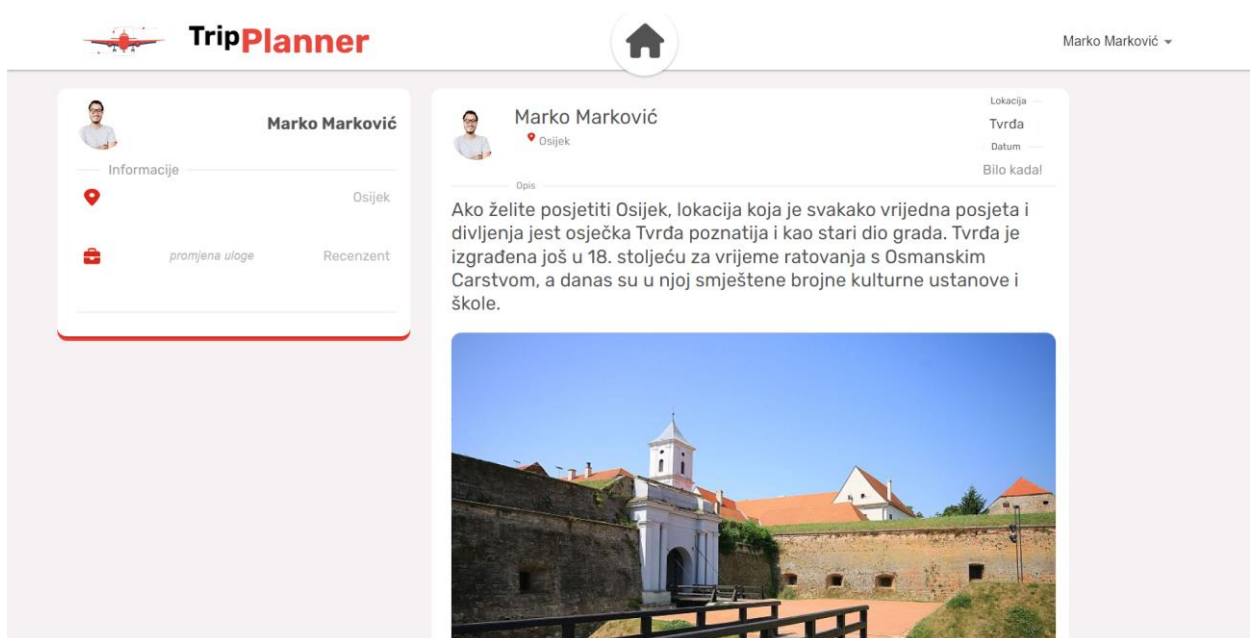 TripPlanner
Marko Marković
Marko Marković
Informacije
Osijek
promjena uloge Recenzent
Marko Marković
Osijek
Lokacija
Tvrđa
Datum
Bilo kada!
Opis
Ako želite posjetiti Osijek, lokacija koja je svakako vrijedna posjeta i
divljenja jest osječka Tvrđa poznatija i kao stari dio grada. Tvrđa je
izgrađena još u 18. stoljeću za vrijeme ratovanja s Osmanskim
Carstvom, a danas su u njoj smještene brojne kulturne ustanove i
škole.